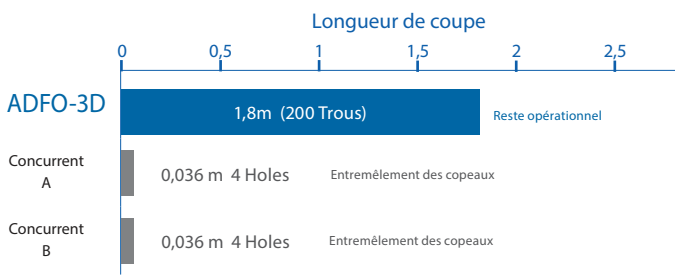 Longueur de coupe
0 0,5 1 1,5 2 2,5
ADFO-3D 1,8m (200 Trous) Reste opérationnel
Concurrent
A
0,036 m 4 Holes Entremêlement des copeaux
Concurrent
B
0,036 m 4 Holes Entremêlement des copeaux